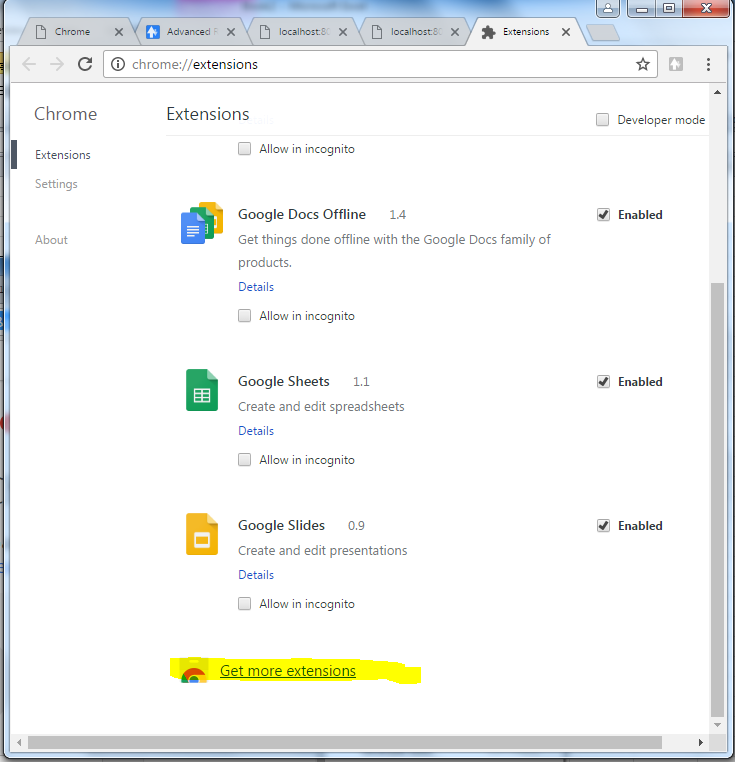 Chrome
Advanced R
localhost:80
localhost:80
Extensions
chrome://extensions
Chrome
Extensions
Developer mode
Extensions
Allow in incognito
Settings
Google Docs Offline 1.4 Enabled
Get things done offline with the Google Docs family of
products.
About
Details
Allow in incognito
Google Sheets 1.1 Enabled
Create and edit spreadsheets
Details
Allow in incognito
Google Slides 0.9 Enabled
Create and edit presentations
Details
Allow in incognito
Get more extensions